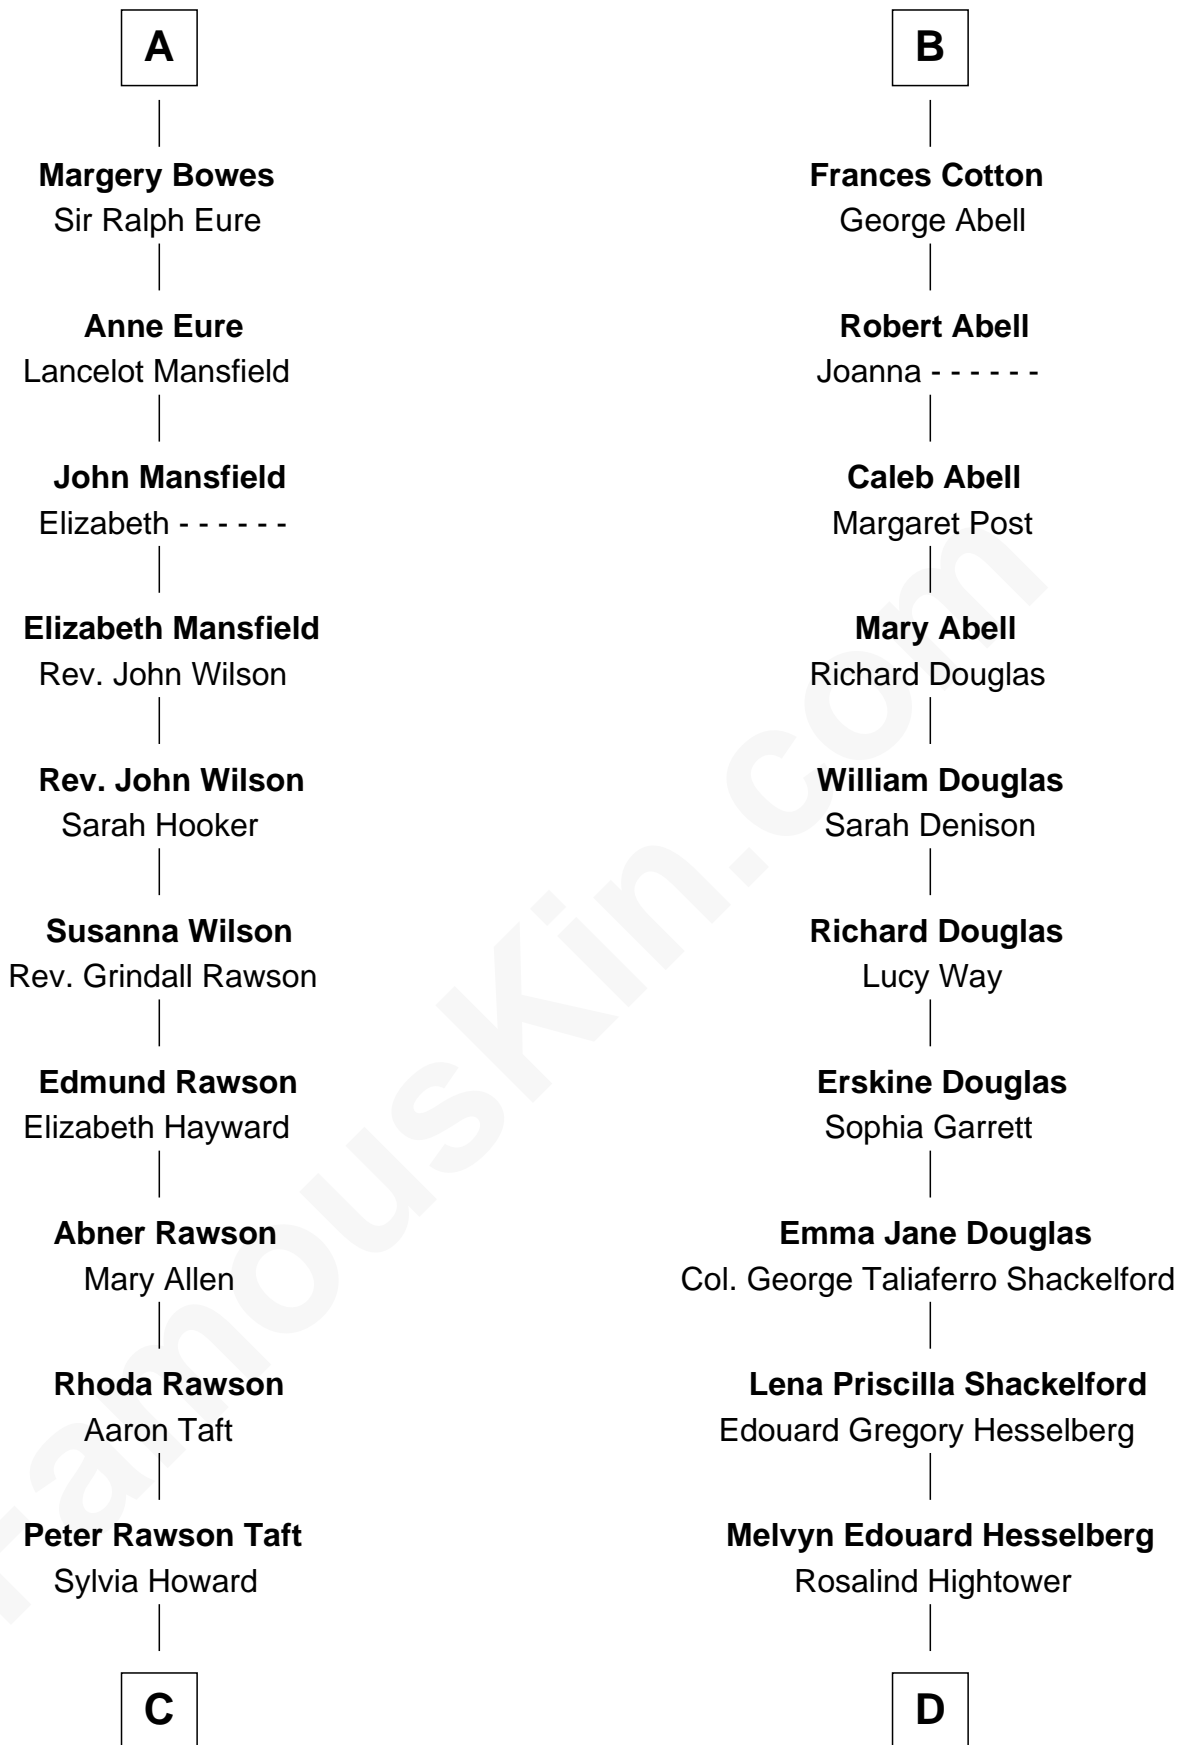 A
Margery Bowes
Sir Ralph Eure
Anne Eure
Lancelot Mansfield
John Mansfield
Elizabeth - - - - - -
Elizabeth Mansfield
Rev. John Wilson
Rev. John Wilson
Sarah Hooker
Susanna Wilson
Rev. Grindall Rawson
Edmund Rawson
Elizabeth Hayward
Abner Rawson
Mary Allen
Rhoda Rawson
Aaron Taft
Peter Rawson Taft
Sylvia Howard
C
B
Frances Cotton
George Abell
Robert Abell
Joanna - - - - - -
Caleb Abell
Margaret Post
Mary Abell
Richard Douglas
William Douglas
Sarah Denison
Richard Douglas
Lucy Way
Erskine Douglas
Sophia Garrett
Emma Jane Douglas
Col. George Taliaferro Shackelford
Lena Priscilla Shackelford
Edouard Gregory Hesselberg
Melvyn Edouard Hesselberg
Rosalind Hightower
D
FamousKin.com